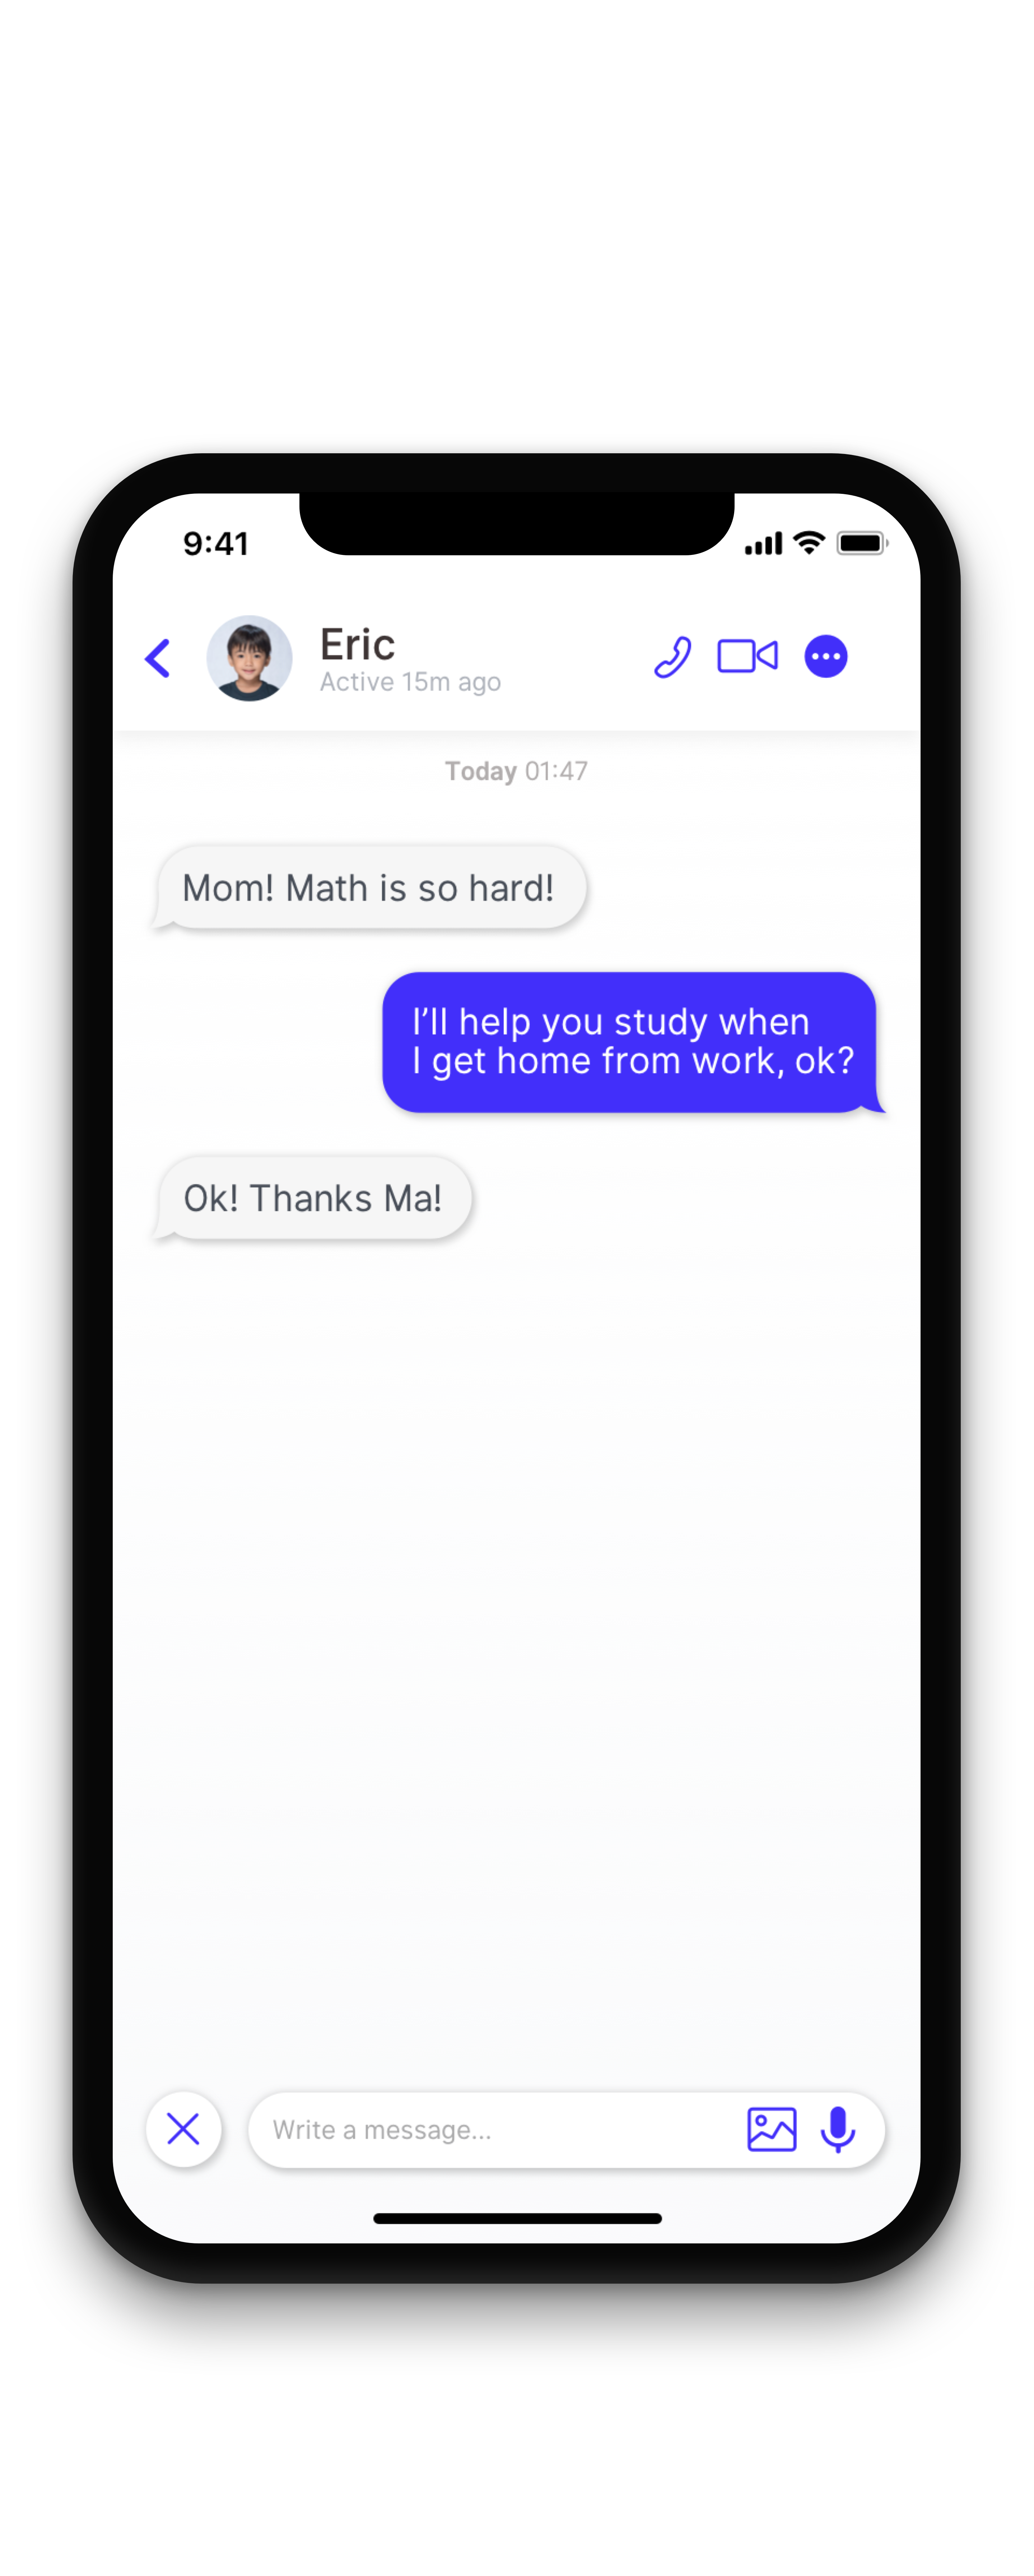 9:41
Eric
Active 15m ago
Today 01:47
Mom! Math is so hard!
I’ll help you study when
I get home from work, ok?
Ok! Thanks Ma!
Write a message...